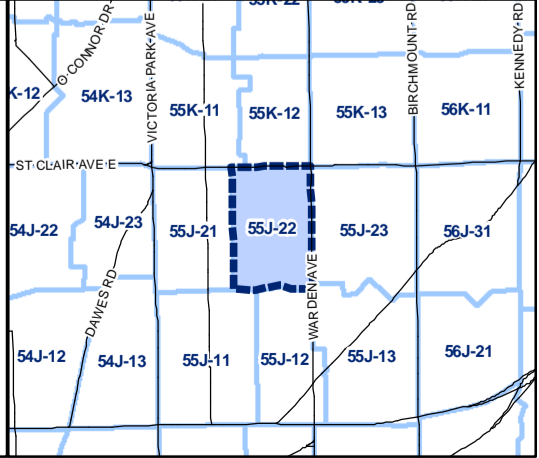 55K-22
O CONNOR DR
VICTORIA PARK AVE
BIRCHMOUNT RD
KENNEDY RD
K-12
54K-13
55K-11
55K-12
55K-13
56K-11
ST CLAIR AVE E
54J-22
54J-23
55J-21
55J-22
55J-23
56J-31
DAWES RD
WARDEN AVE
54J-12
54J-13
55J-11
55J-12
55J-13
56J-21